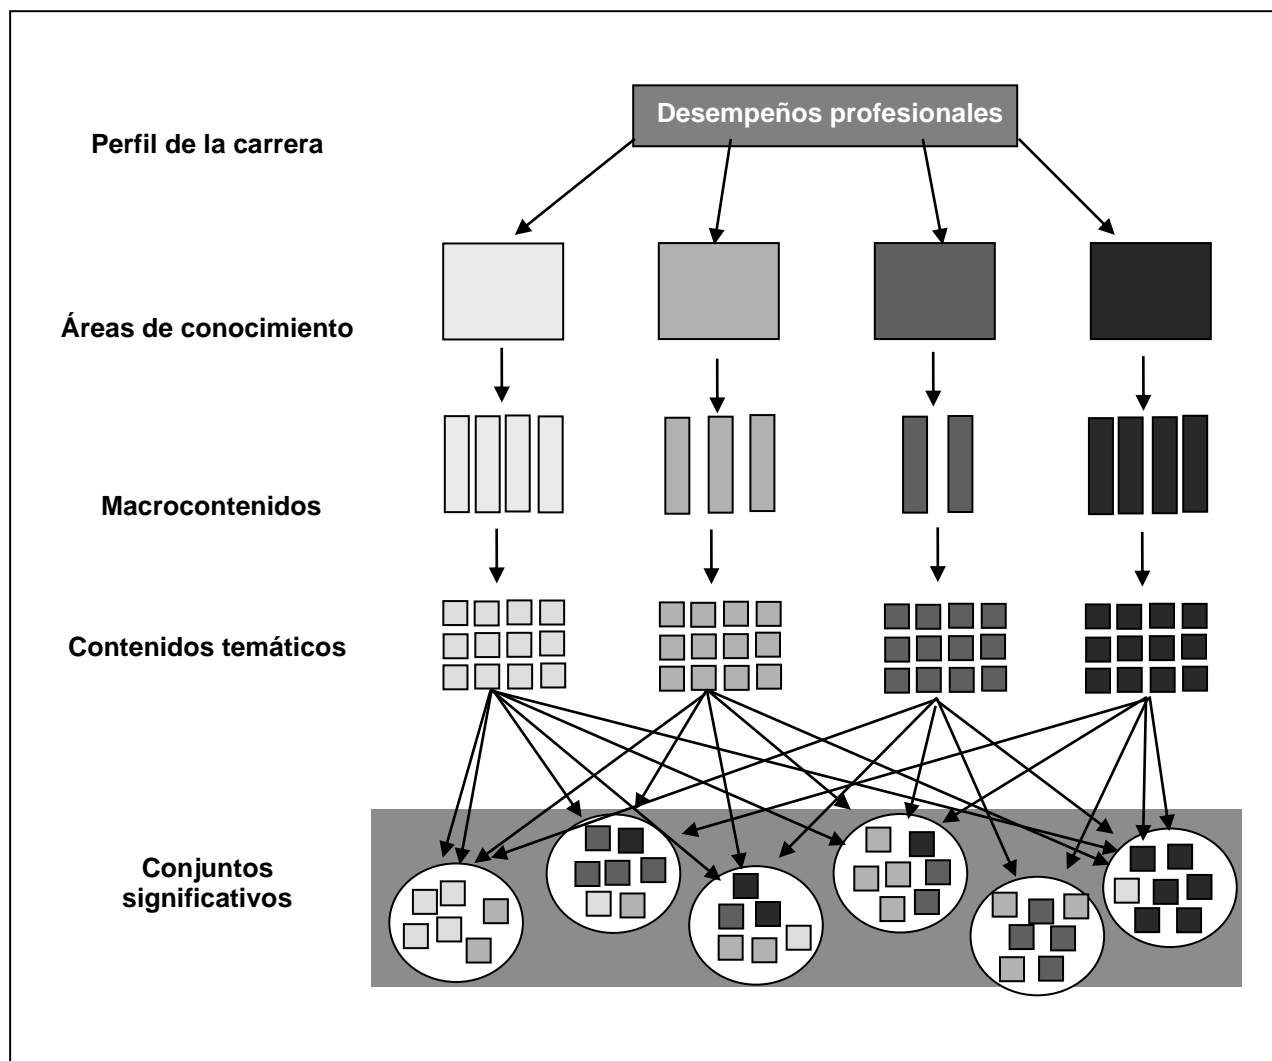 Desempeños profesionales
Perfil de la carrera
Áreas de conocimiento
Macrocontenidos
Contenidos temáticos
Conjuntos
significativos